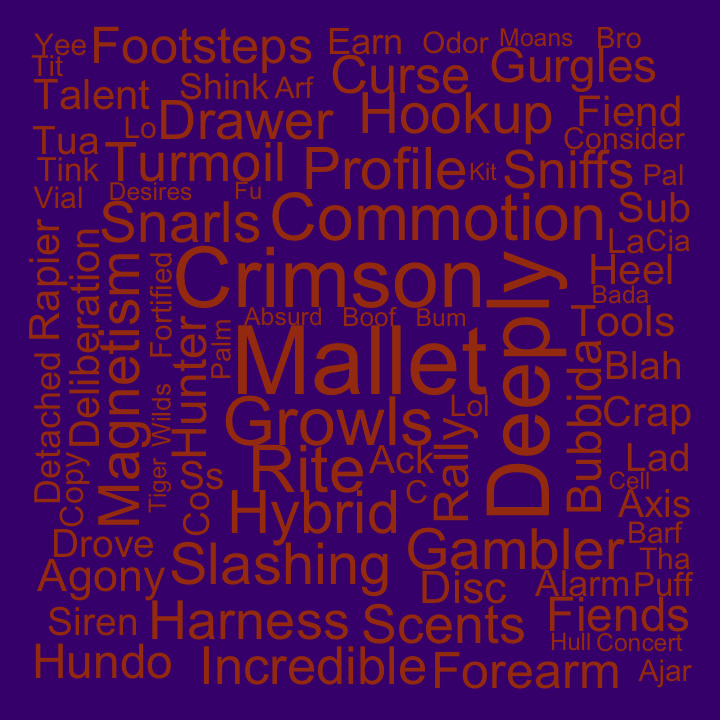 Yee Footsteps Earn Odor Moans Bro
Tit Talent Shink Arf Curse Gurgles
Lo Drawer Hookup Fiend
Tua Consider
Tink Turmoil Profile Kit Sniffs Pal
Vial Desires Fu
Snarls Commotion Sub
La Cia
Rapier Deliberation Magnetism Fortified Crimson Deeply Heel
Bada
Hunter Palm Absurd Boof Bum Tools
Mallet Bubbida Blah
Detached Wilds Growls Lol Crap
Copy Tiger Ss Rite Ack Rally Lad
Co Hybrid C Cell
Axis
Drove Slashing Gambler Barf
Tha
Agony Disc Alarm Puff
Siren Harness Scents Fiends
Hull Concert
Hundo Incredible Forearm Ajar